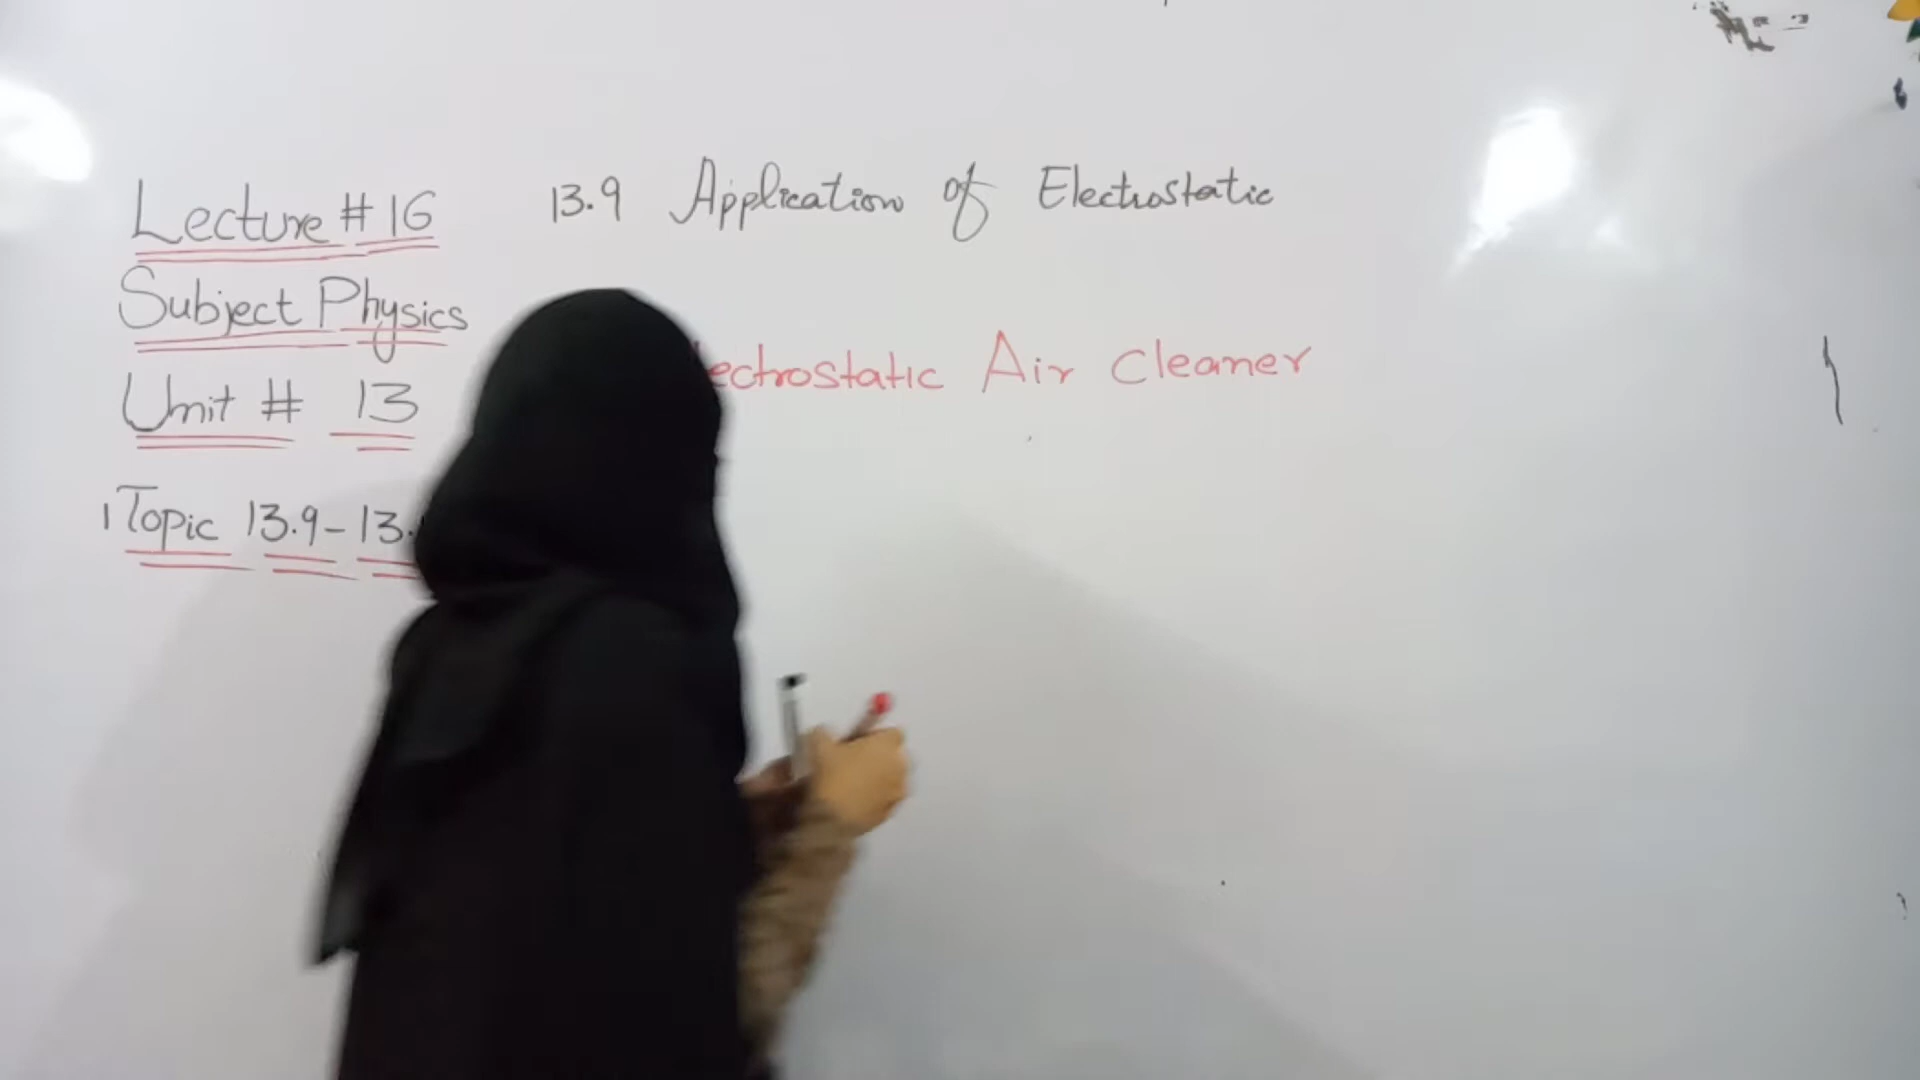 Lecture # 16
Subject Physics
Unit # 13
Topic 13.9-13.
13.9 Application of Electrostatic
ectrostatic Air Cleaner